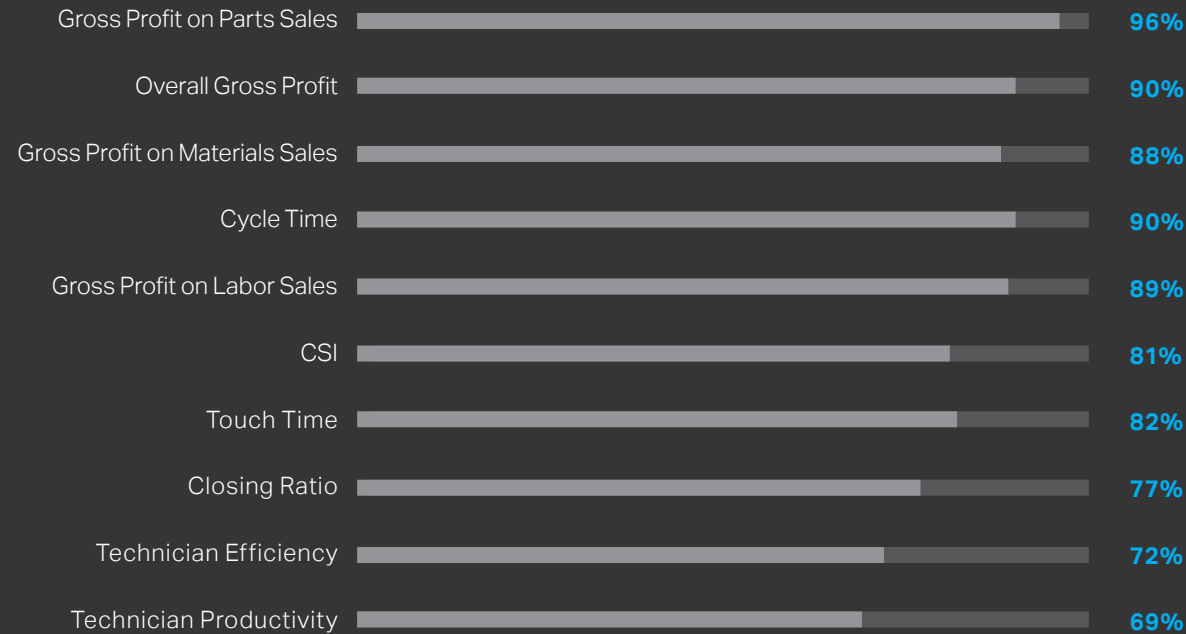 Gross Profit on Parts Sales 96%
Overall Gross Profit 90%
Gross Profit on Materials Sales 88%
Cycle Time 90%
Gross Profit on Labor Sales 89%
CSI 81%
Touch Time 82%
Closing Ratio 77%
Technician Efficiency 72%
Technician Productivity 69%